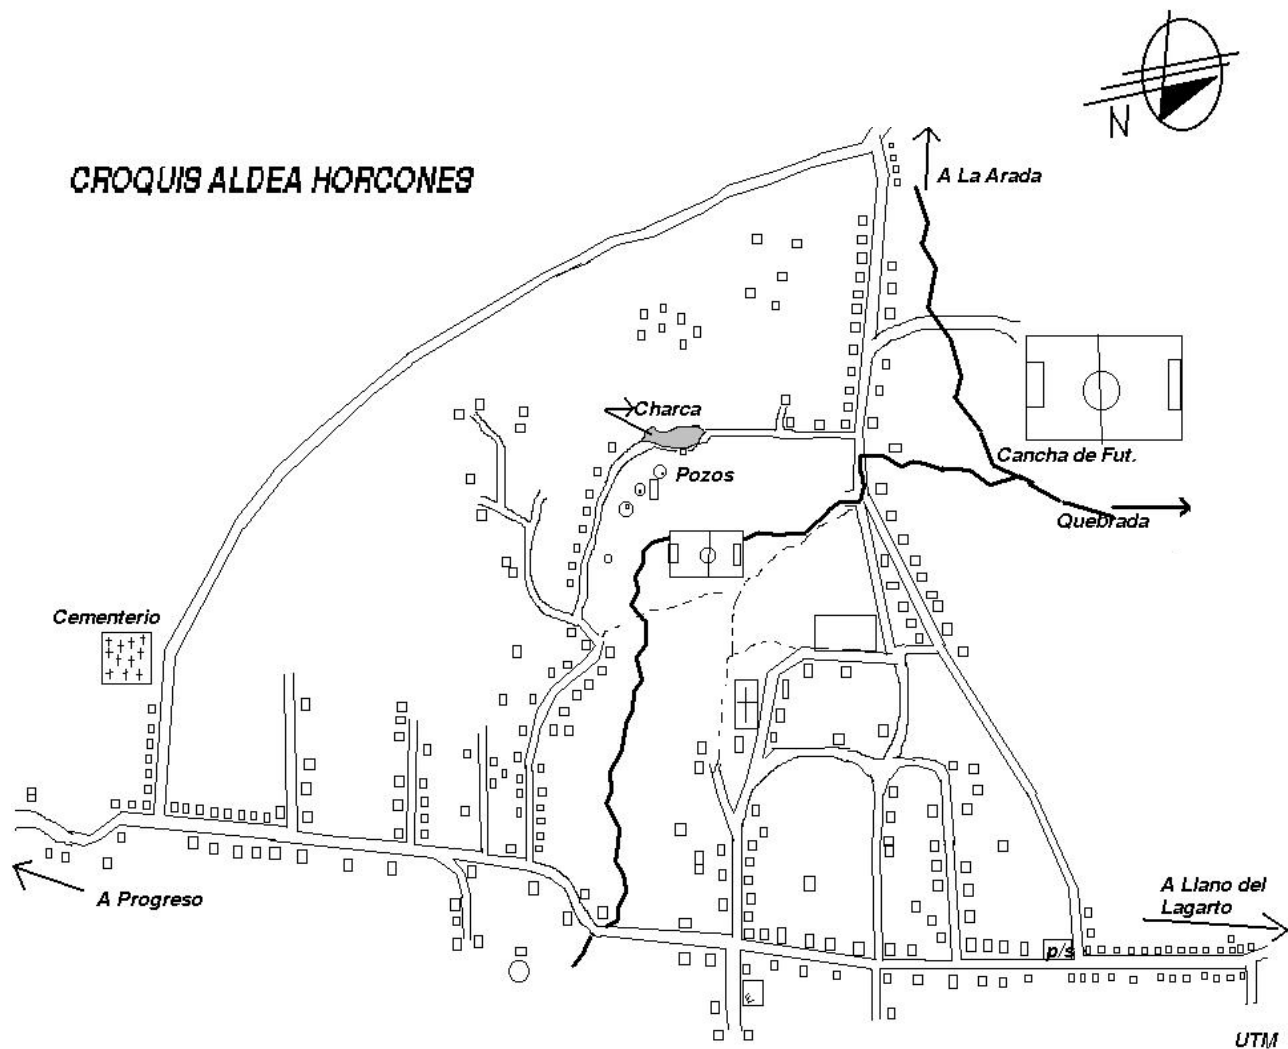 N
CROQUIS ALDEA HORCONES
A La Arada
Charca
Cancha de Fut.
Pozos
Quebrada
Cementerio
A Progreso
A Llano del
Lagarto
p/s
E
UTM